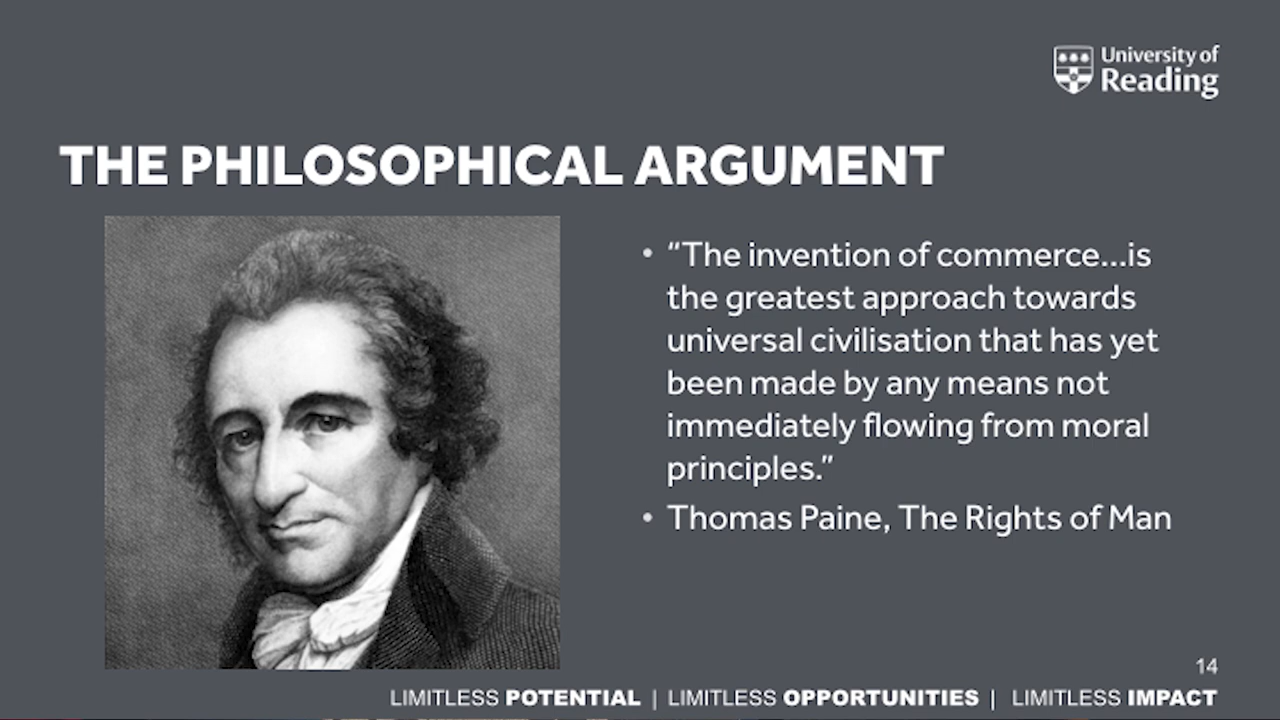 University of
Reading
THE PHILOSOPHICAL ARGUMENT
• “The invention of commerce...is
the greatest approach towards
universal civilisation that has yet
been made by any means not
immediately flowing from moral
principles.”
• Thomas Paine, The Rights of Man
14
LIMITLESS POTENTIAL | LIMITLESS OPPORTUNITIES | LIMITLESS IMPACT